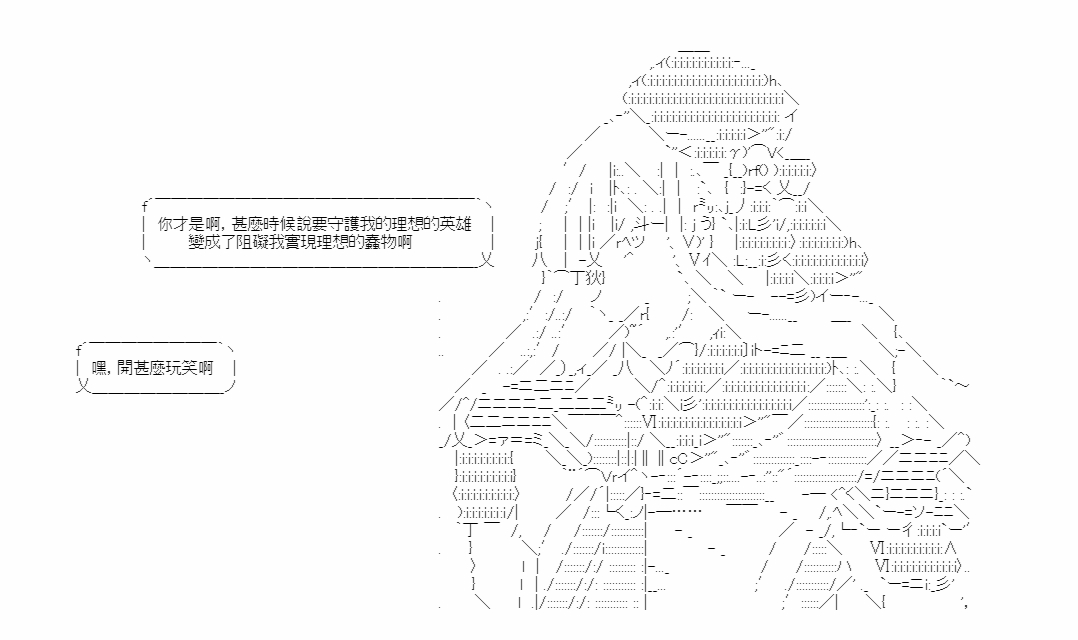 你才是啊，甚麼時候說要守護我的理想的英雄
變成了阻礙我實現理想的蠢物啊
嘿，開甚麼玩笑啊